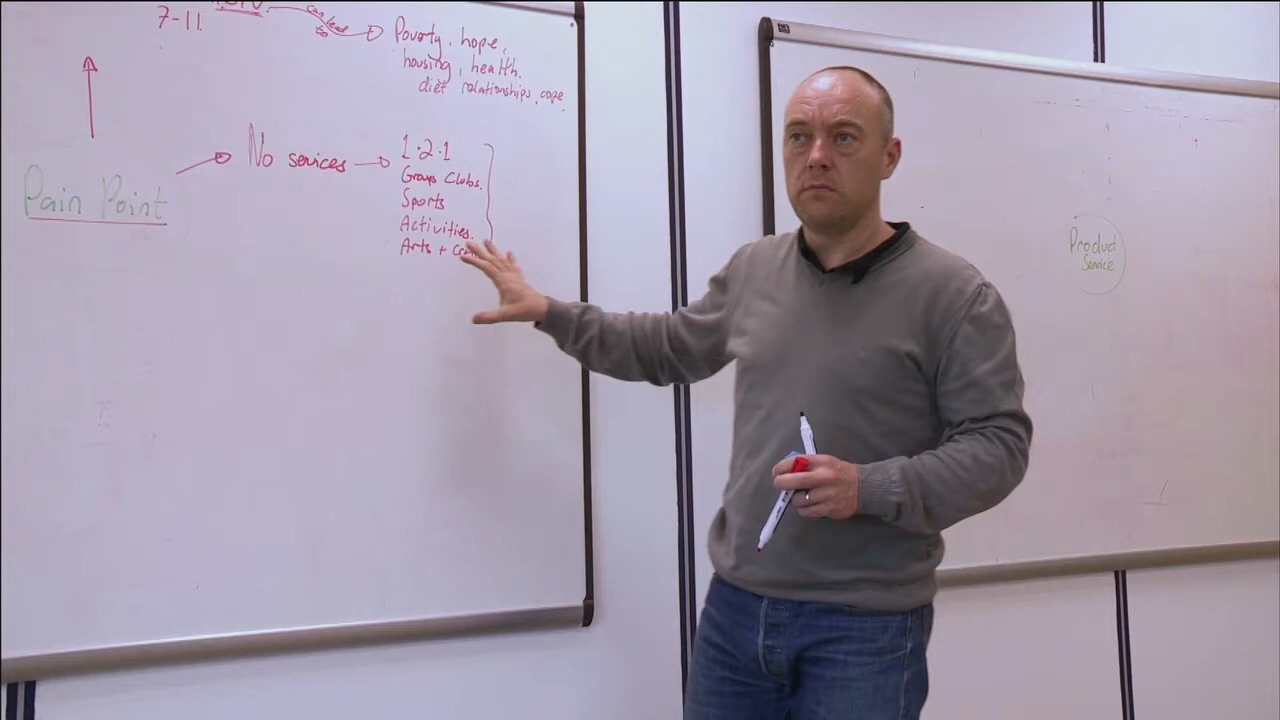 7-11
can lead
to
Poverty, hope,
housing, health,
diet relationships, cope
Pain Point
No services
1·2·1
Groups Clubs.
Sports
Activities.
Arts +
Product
Service